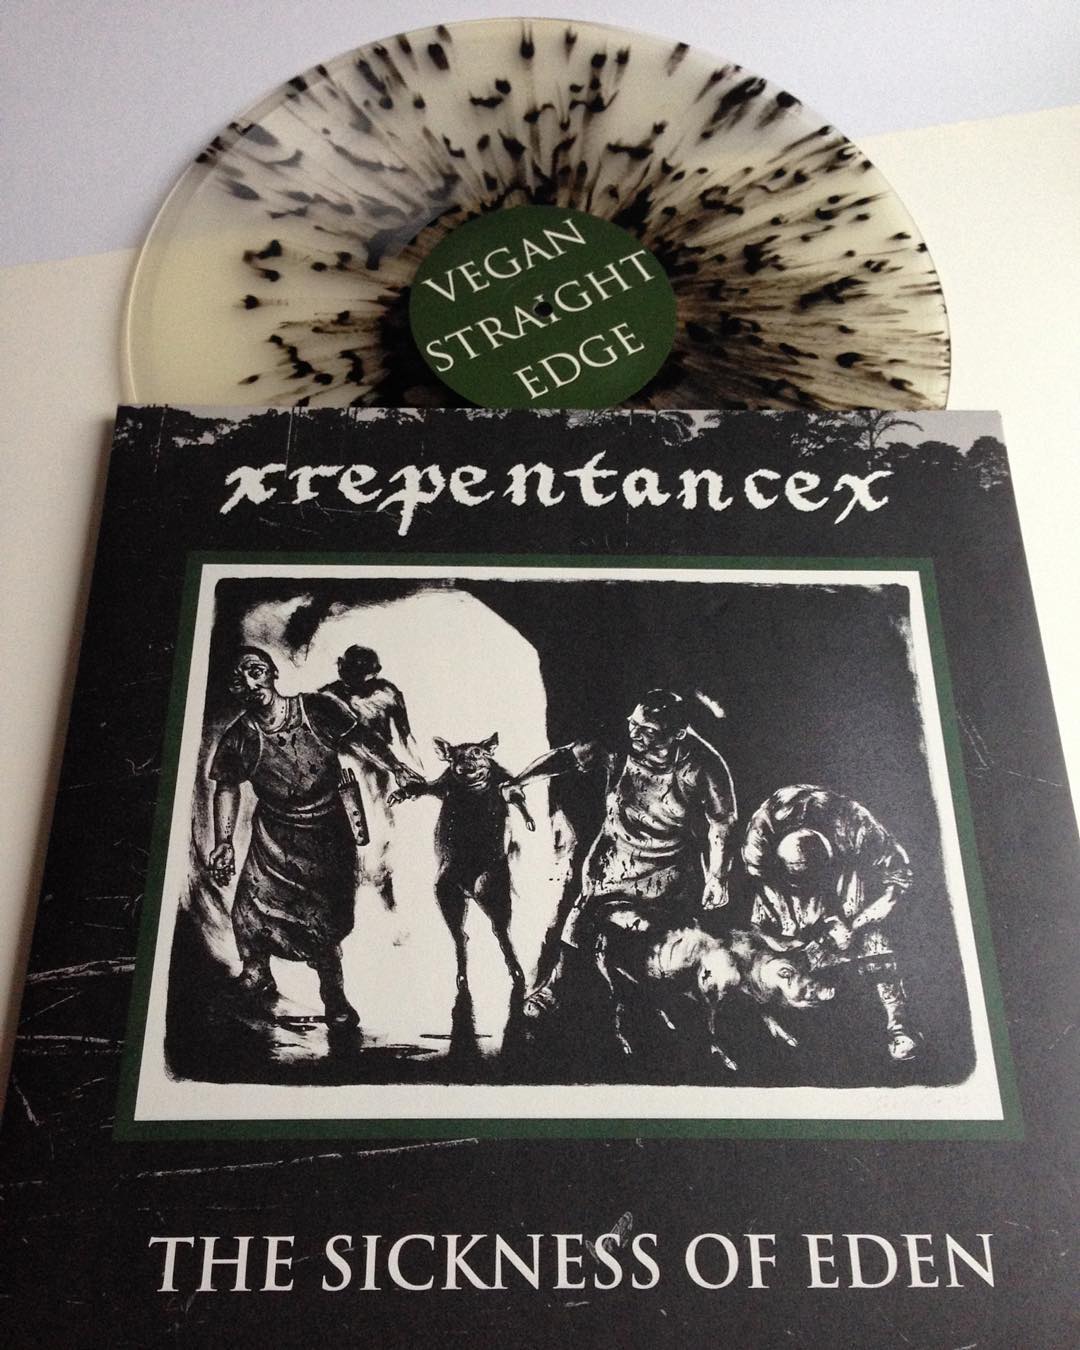 VEGAN
STRAIGHT
EDGE
xrepentancex
THE SICKNESS OF EDEN